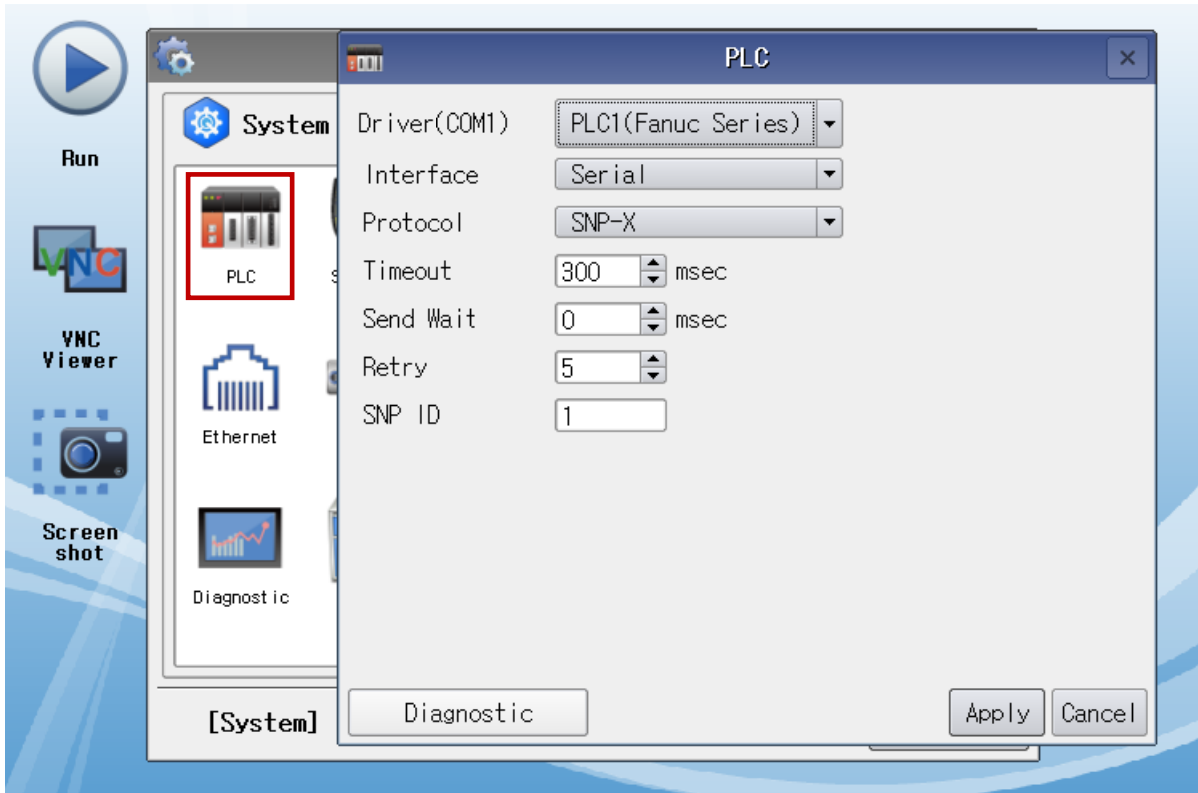 Run
VNC
VNC
Viewer
Screen
shot
System
PLC
Ethernet
Diagnostic
[System]
PLC
Driver(COM1) PLC1(Fanuc Series)
Interface Serial
Protocol SNP-X
Timeout 300 msec
Send Wait 0 msec
Retry 5
SNP ID 1
Diagnostic Apply Cancel